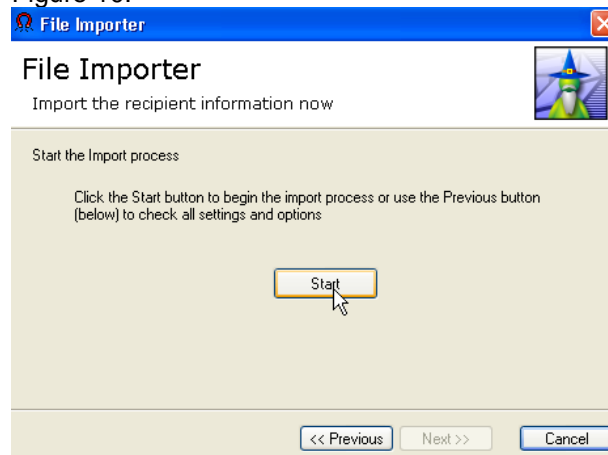 File Importer
File Importer
Import the recipient information now
Start the Import process
Click the Start button to begin the import process or use the Previous button
(below) to check all settings and options
Start
<< Previous
Next >>
Cancel